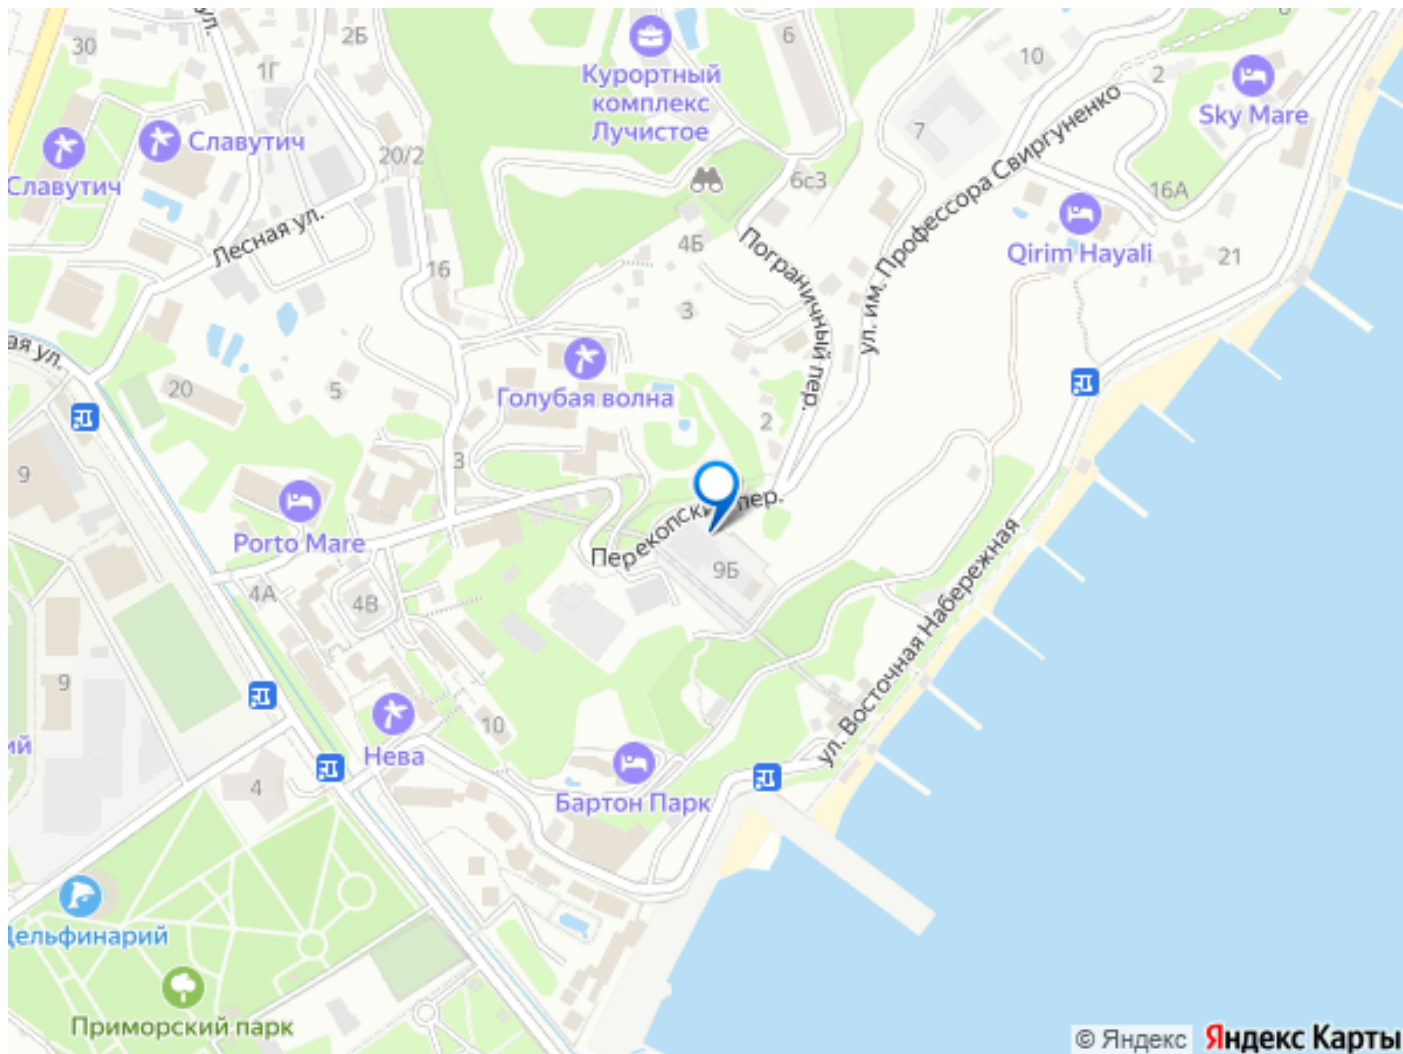 ул.
30
2Б
1Г
6
10
2
Курортный
комплекс
Лучистое
Sky Mare
7
Славутич
Славутич
20/2
6с3
ул. им. Профессора Свиргуненко
16А
Лесная ул.
4Б
Пограничный пер.
Qirim Hayali
21
16
3
ая ул.
Голубая волна
20
5
2
9
3
Перекопский пер.
Porto Mare
9Б
4А
4В
ул. Восточная Набережная
9
10
ий
Нева
4
Бартон Парк
Дельфинарий
Приморский парк
© Яндекс Яндекс Карты